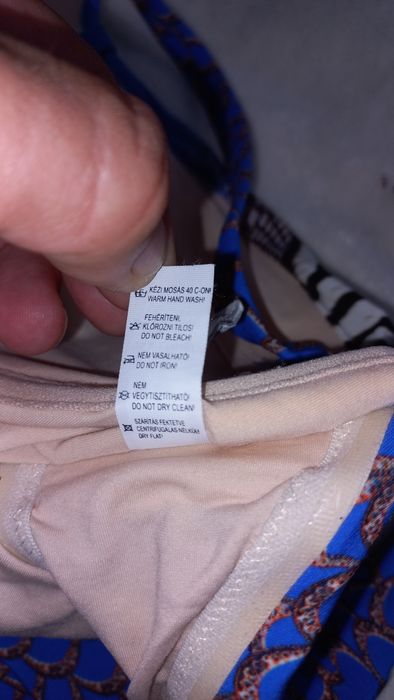 KÉZI MOSÁS 40 C-ON!
WARM HAND WASH!
FEHÉRÍTENI,
KLÓROZNI TILOS!
DO NOT BLEACH!
NEM VASALHATÓ!
DO NOT IRON!
NEM
VEGYTISZTÍTHATÓ!
DO NOT DRY CLEAN!
SZÁRÍTÁS FEKTETVE
CENTRIFUGÁLÁS NÉLKÜL!
DRY FLAT!